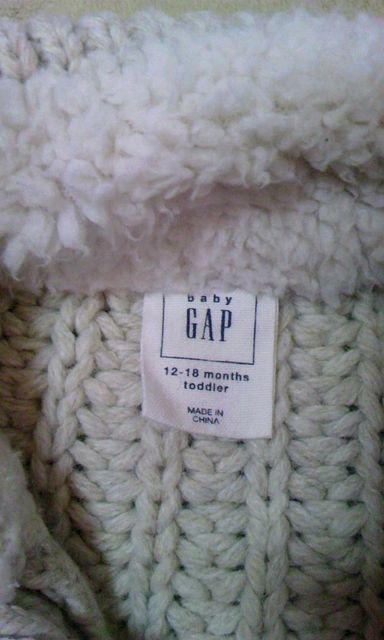 baby
GAP
12-18 months
toddler
MADE IN
CHINA